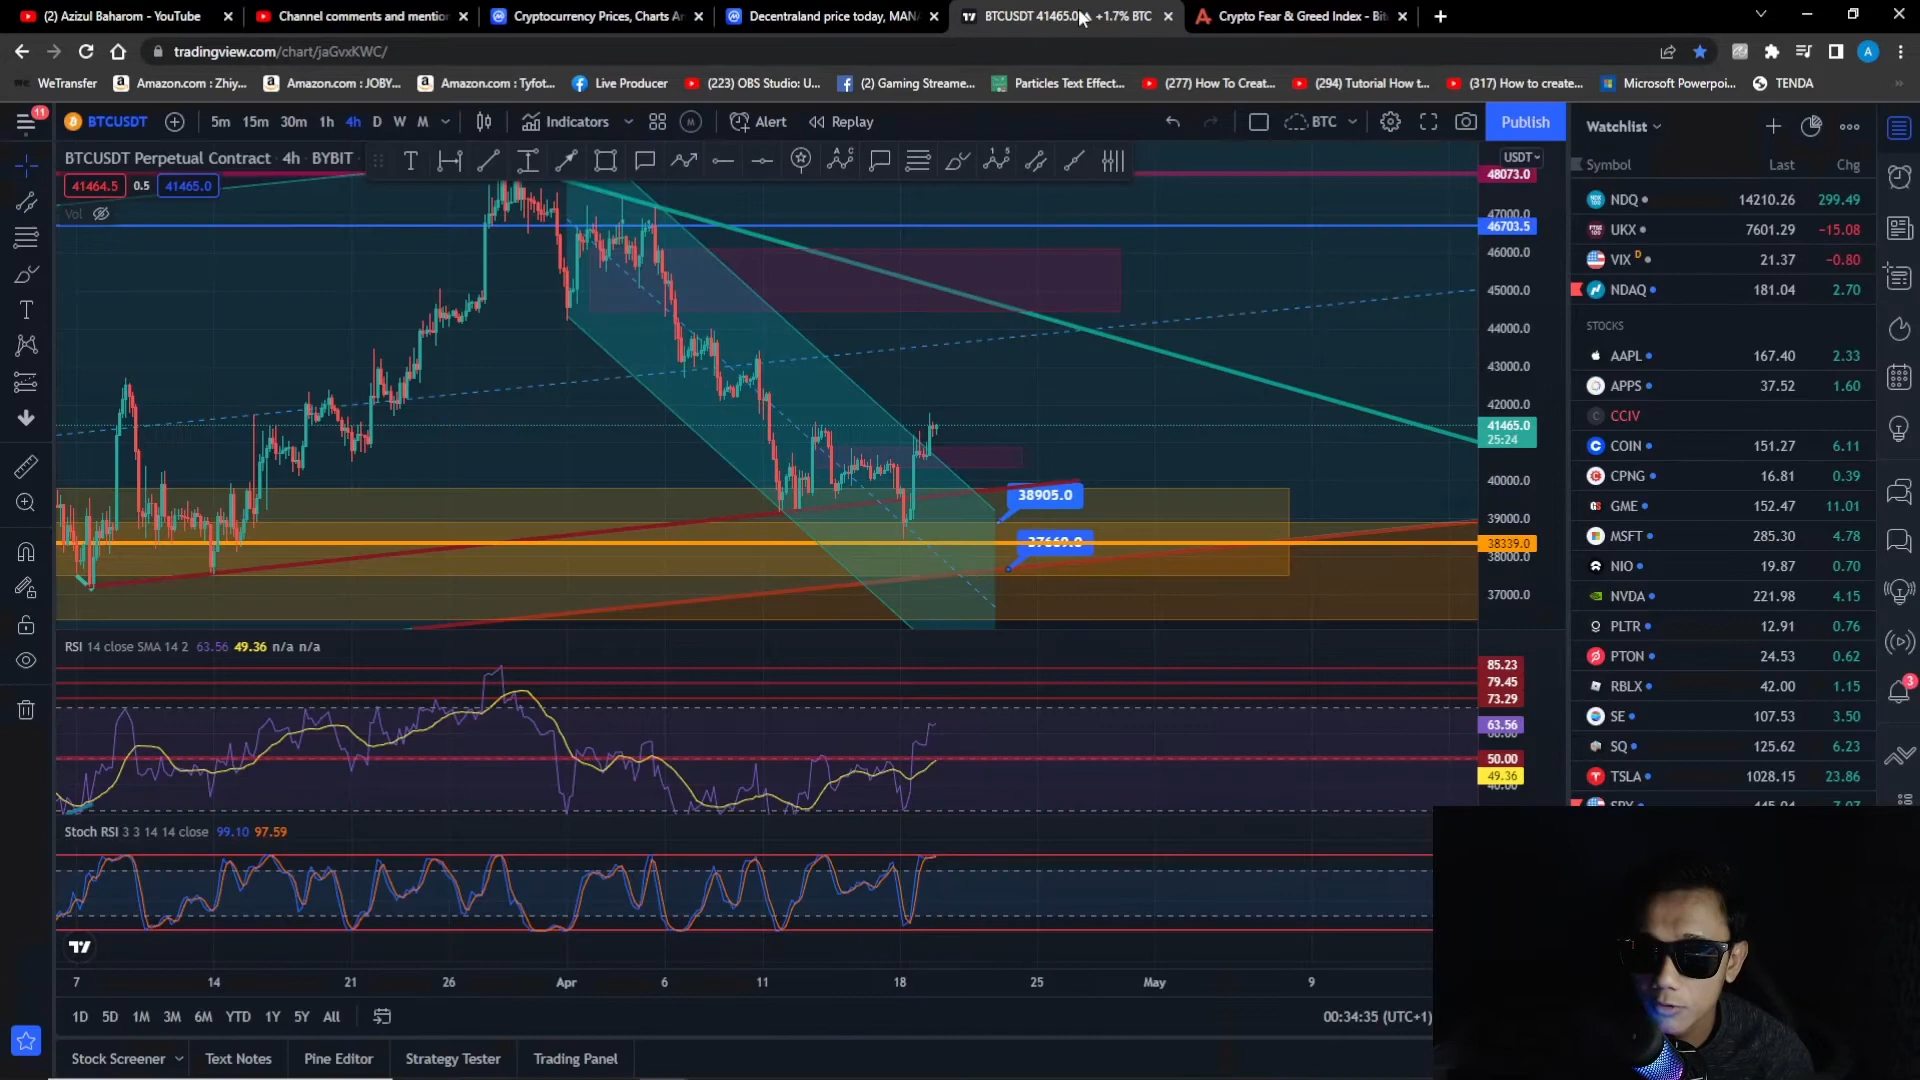 (2) Azizul Baharom - YouTube
Channel comments and mentio
Cryptocurrency Prices, Charts A
Decentraland price today, MANA
BTCUSDT 41465.0 ▲ +1.7% BTC
Crypto Fear & Greed Index - Bit
tradingview.com/chart/jaGvxKWC/
A
WeTransfer
Amazon.com : Zhiy...
Amazon.com : JOBY...
Amazon.com : Tyfot...
Live Producer
(223) OBS Studio: U...
(2) Gaming Streame...
Particles Text Effect...
(277) How To Creat...
(294) Tutorial How t...
(317) How to create...
Microsoft Powerpoi...
TENDA
11
BTCUSDT
5m 15m 30m 1h 4h D W M
Indicators
Alert
Replay
BTC
Publish
Watchlist
BTCUSDT Perpetual Contract · 4h · BYBIT
USDT
Symbol Last Chg
41464.5 0.5 41465.0
Vol
48073.0
47000.0
46703.5
46000.0
45000.0
44000.0
43000.0
42000.0
41465.0
25:24
40000.0
39000.0
38339.0
38000.0
37000.0
38905.0
37660.0
NDQ 14210.26 299.49
UKX 7601.29 −15.08
VIX D 21.37 −0.80
NDAQ 181.04 2.70
STOCKS
AAPL 167.40 2.33
APPS 37.52 1.60
CCIV
COIN 151.27 6.11
CPNG 16.81 0.39
GME 152.47 11.01
MSFT 285.30 4.78
NIO 19.87 0.70
NVDA 221.98 4.15
PLTR 12.91 0.76
PTON 24.53 0.62
RBLX 42.00 1.15
SE 107.53 3.50
SQ 125.62 6.23
TSLA 1028.15 23.86
3
RSI 14 close SMA 14 2 63.56 49.36 n/a n/a
85.23
79.45
73.29
63.56
60.00
50.00
49.36
40.00
Stoch RSI 3 3 14 14 close 99.10 97.59
7 14 21 26 Apr 6 11 18 25 May 9
1D 5D 1M 3M 6M YTD 1Y 5Y All
00:34:35 (UTC+1)
Stock Screener
Text Notes
Pine Editor
Strategy Tester
Trading Panel